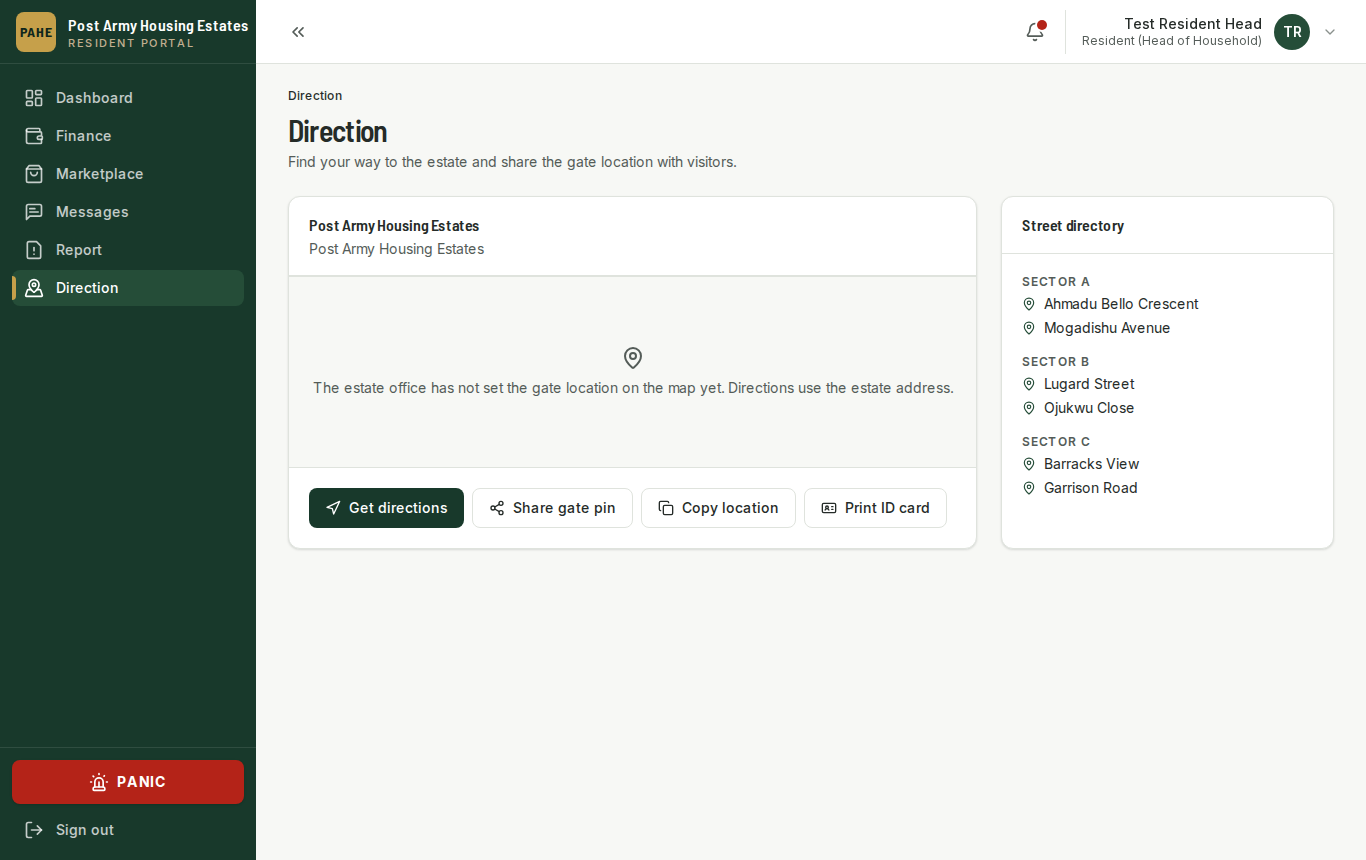 PAHE
Post Army Housing Estates
RESIDENT PORTAL
Dashboard
Finance
Marketplace
Messages
Report
Direction
PANIC
Sign out
Test Resident Head
Resident (Head of Household)
TR
Direction
Direction
Find your way to the estate and share the gate location with visitors.
Post Army Housing Estates
Post Army Housing Estates
The estate office has not set the gate location on the map yet. Directions use the estate address.
Get directions
Share gate pin
Copy location
Print ID card
Street directory
SECTOR A
Ahmadu Bello Crescent
Mogadishu Avenue
SECTOR B
Lugard Street
Ojukwu Close
SECTOR C
Barracks View
Garrison Road